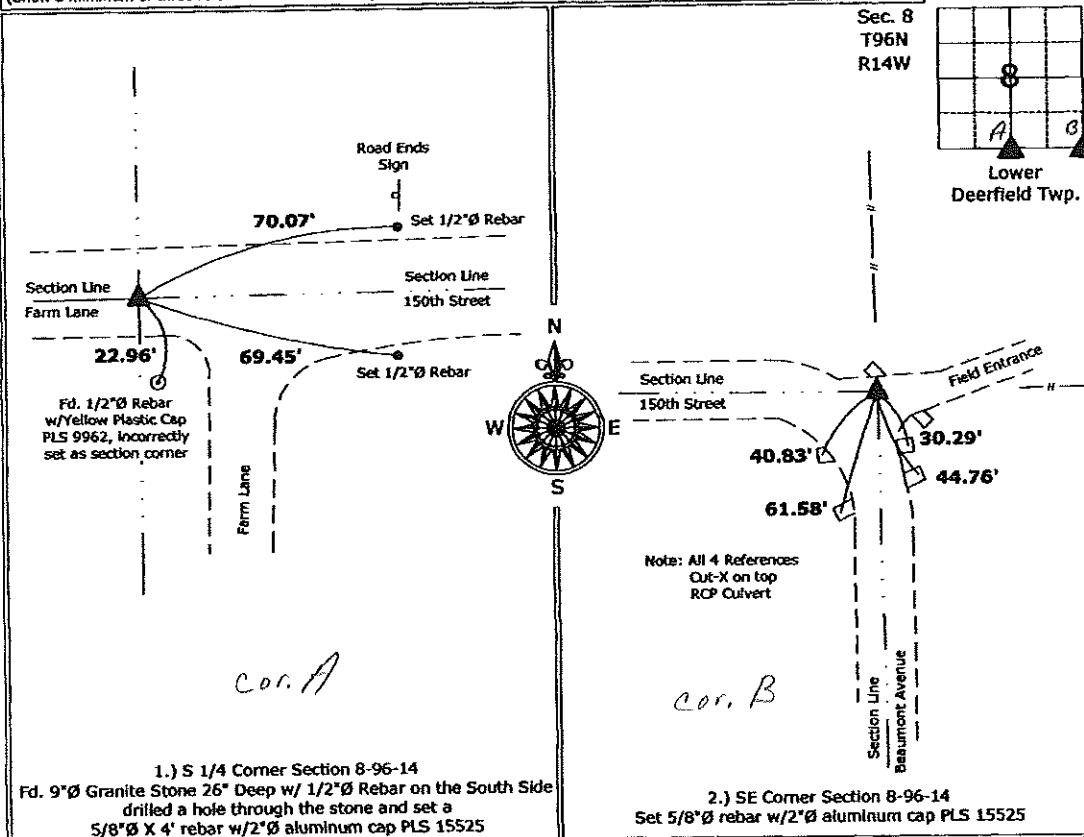 Sec. 8
T96N
R14W
8
A
B
Lower
Deerfield Twp.
Road Ends
Sign
70.07'
Set 1/2"Ø Rebar
Section Line
Farm Lane
Section Line
150th Street
22.96'
69.45'
Set 1/2"Ø Rebar
Fd. 1/2"Ø Rebar
w/Yellow Plastic Cap
PLS 9962, Incorrectly
set as section corner
Farm Lane
cor. A
1.) S 1/4 Corner Section 8-96-14
Fd. 9"Ø Granite Stone 26" Deep w/ 1/2"Ø Rebar on the South Side
drilled a hole through the stone and set a
5/8"Ø X 4' rebar w/2"Ø aluminum cap PLS 15525
N
W
E
S
Section Line
150th Street
Field Entrance
40.83'
30.29'
44.76'
61.58'
Note: All 4 References
Cut-X on top
RCP Culvert
Section Line
Beaumont Avenue
cor. B
2.) SE Corner Section 8-96-14
Set 5/8"Ø rebar w/2"Ø aluminum cap PLS 15525